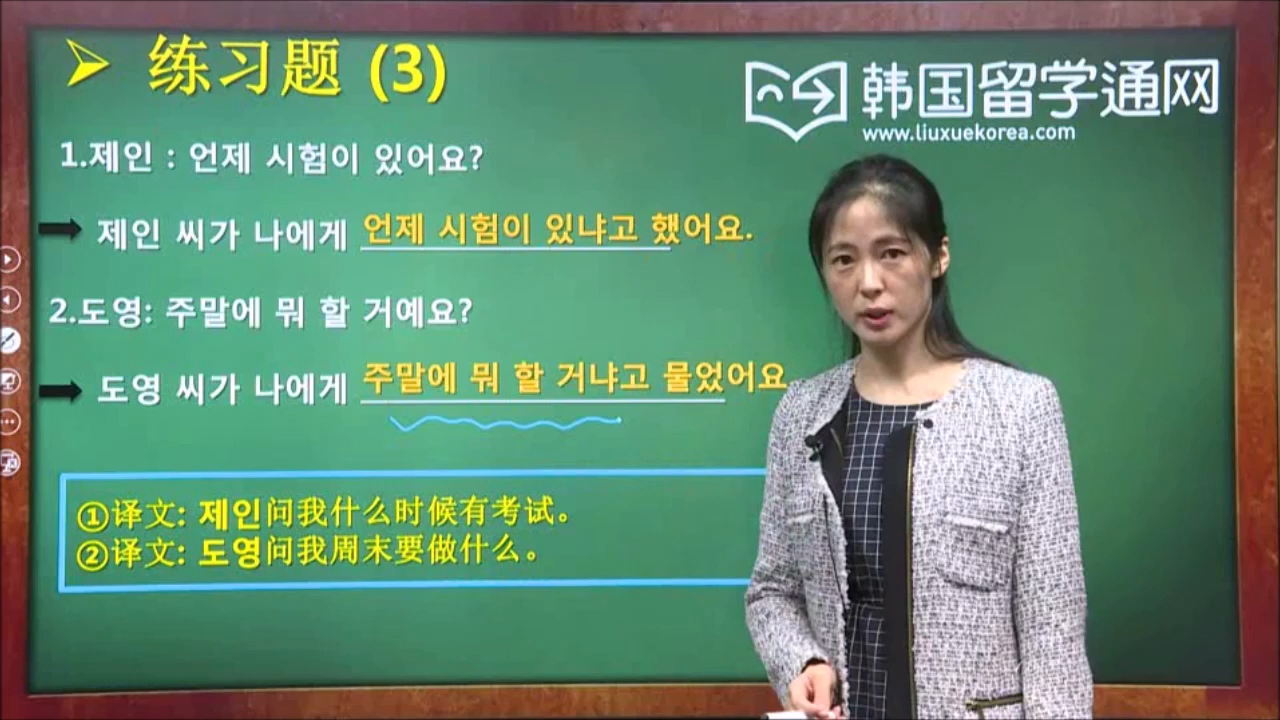 ➢ 练习题 (3)
韩国留学通网
www.liuxuekorea.com
1.제인 : 언제 시험이 있어요?
➡ 제인 씨가 나에게 언제 시험이 있냐고 했어요.
2.도영: 주말에 뭐 할 거예요?
➡ 도영 씨가 나에게 주말에 뭐 할 거냐고 물었어요
①译文: 제인问我什么时候有考试。
②译文: 도영问我周末要做什么。